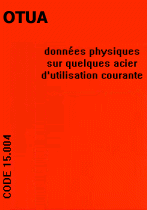 OTUA
données physiques
sur quelques acier
d'utilisation courante
CODE 15.004